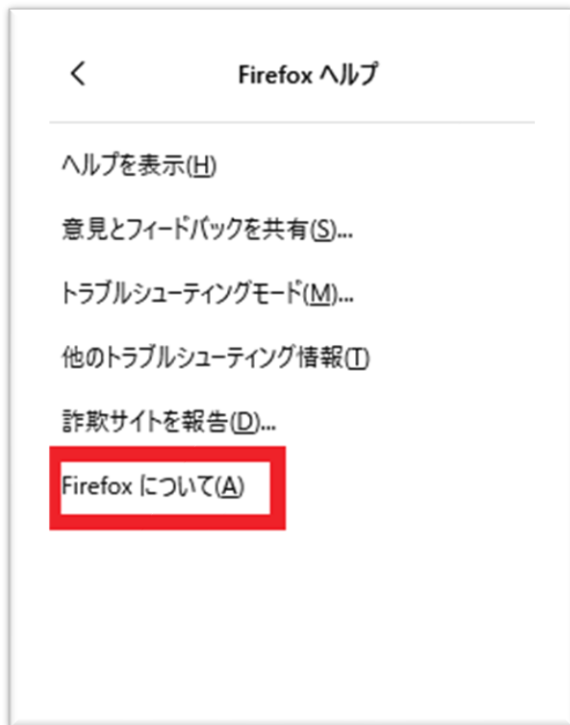 Firefox ヘルプ
ヘルプを表示(H)
意見とフィードバックを共有(S)...
トラブルシューティングモード(M)...
他のトラブルシューティング情報(T)
詐欺サイトを報告(D)...
Firefox について(A)